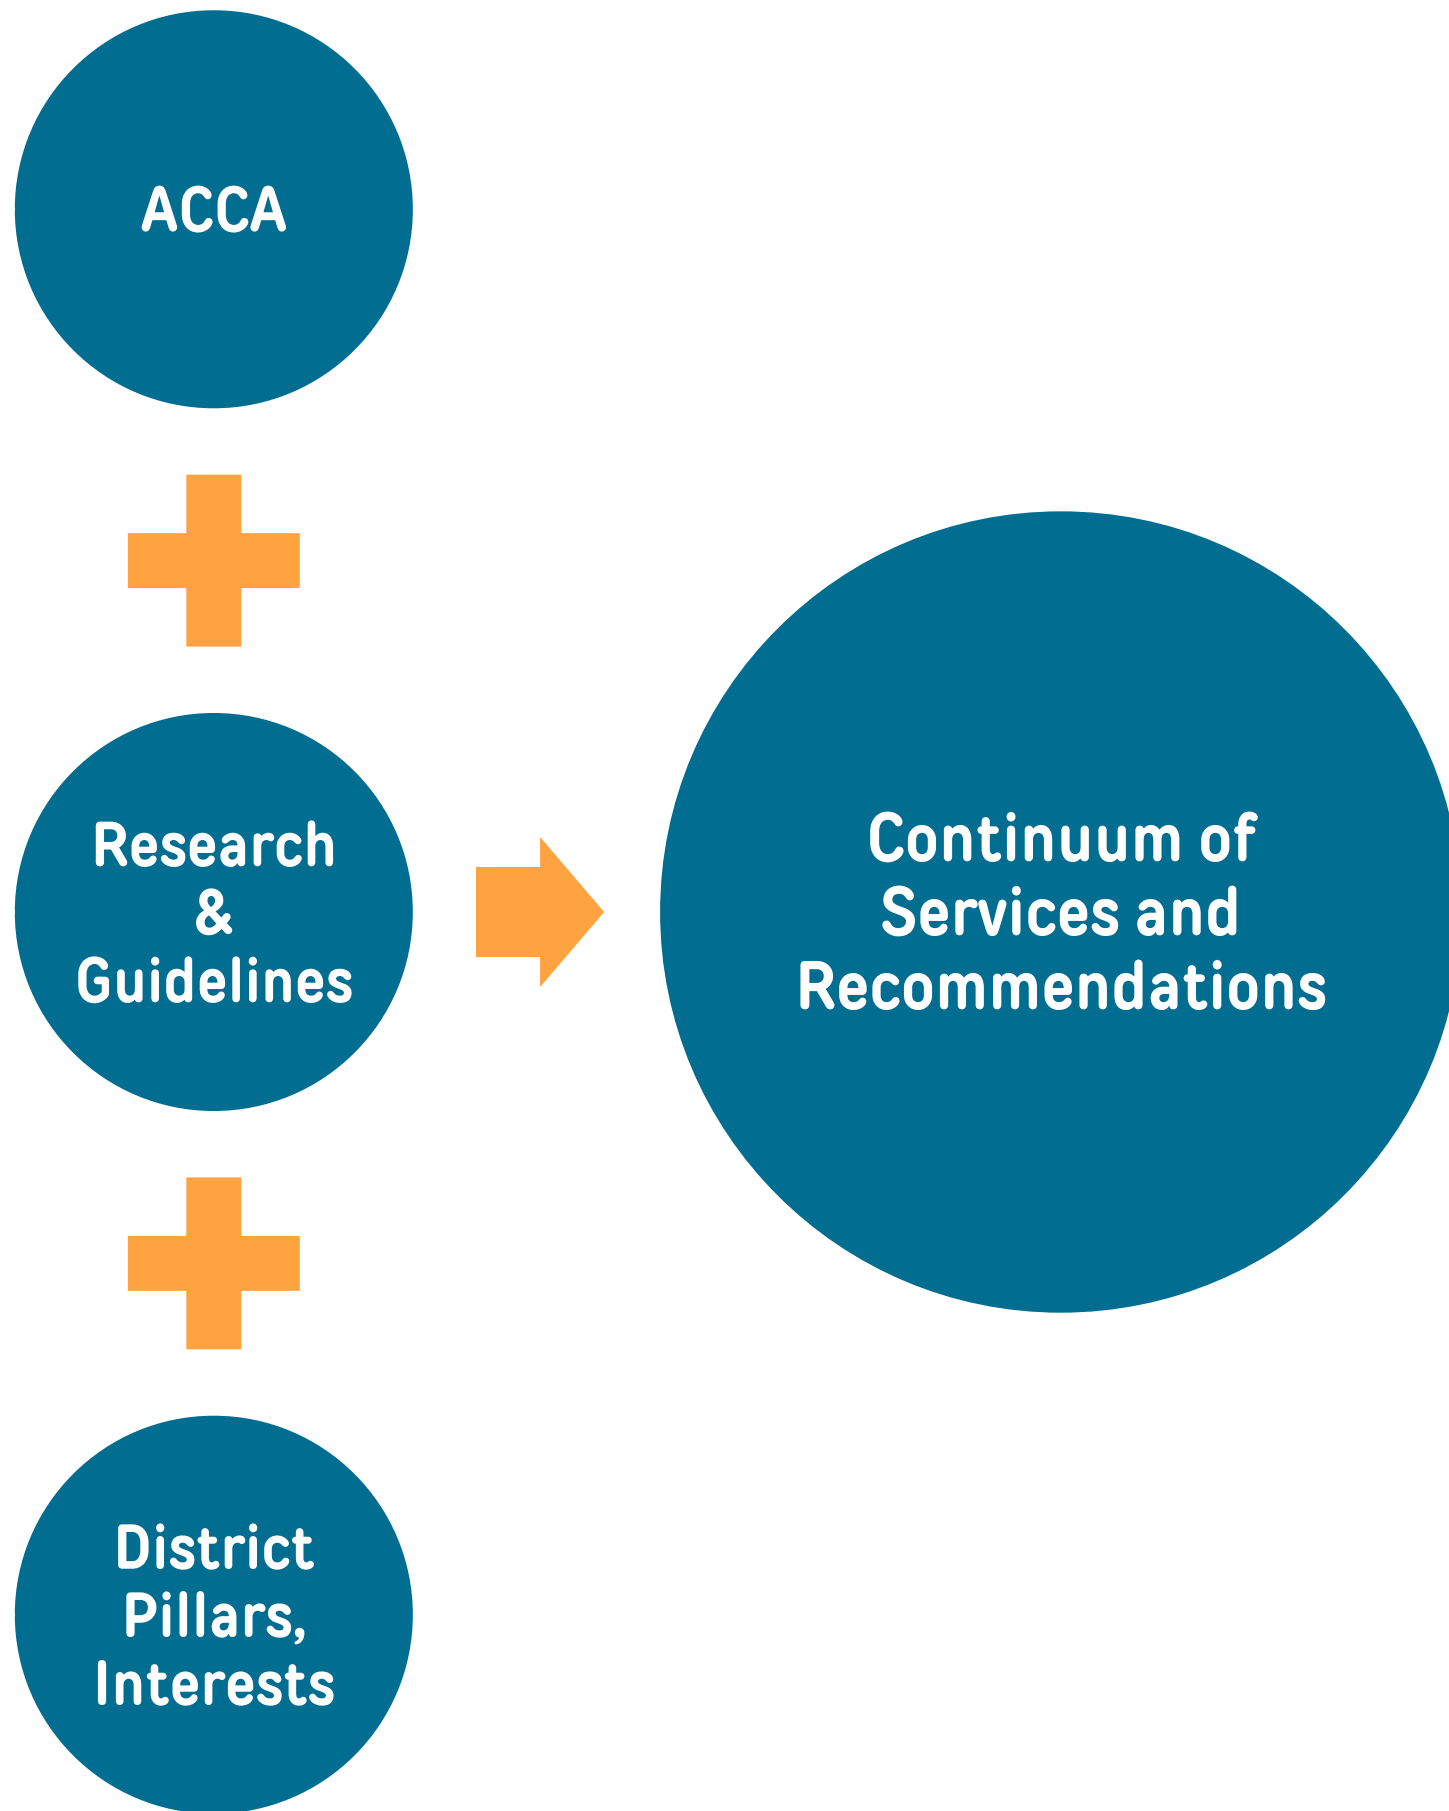 ACCA
Research
&
Guidelines
District
Pillars,
Interests
Continuum of
Services and
Recommendations